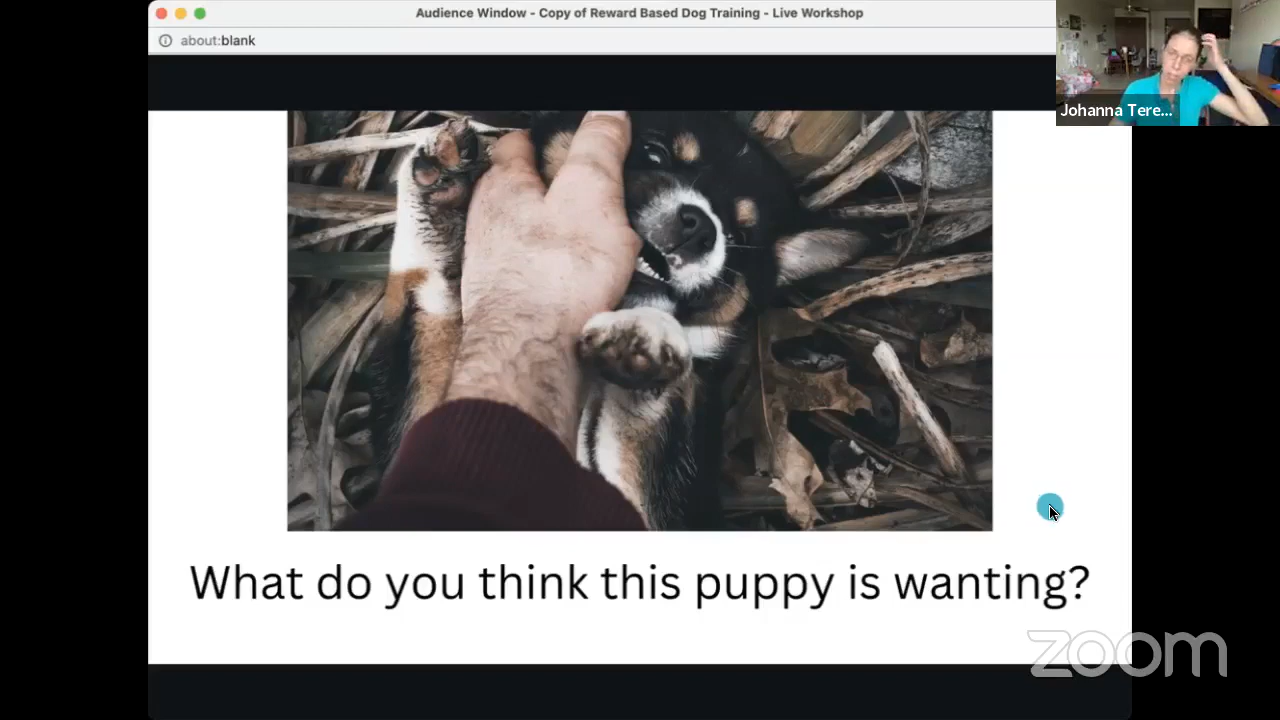 Audience Window - Copy of Reward Based Dog Training - Live Workshop
about:blank
Johanna Tere...
What do you think this puppy is wanting?
zoom